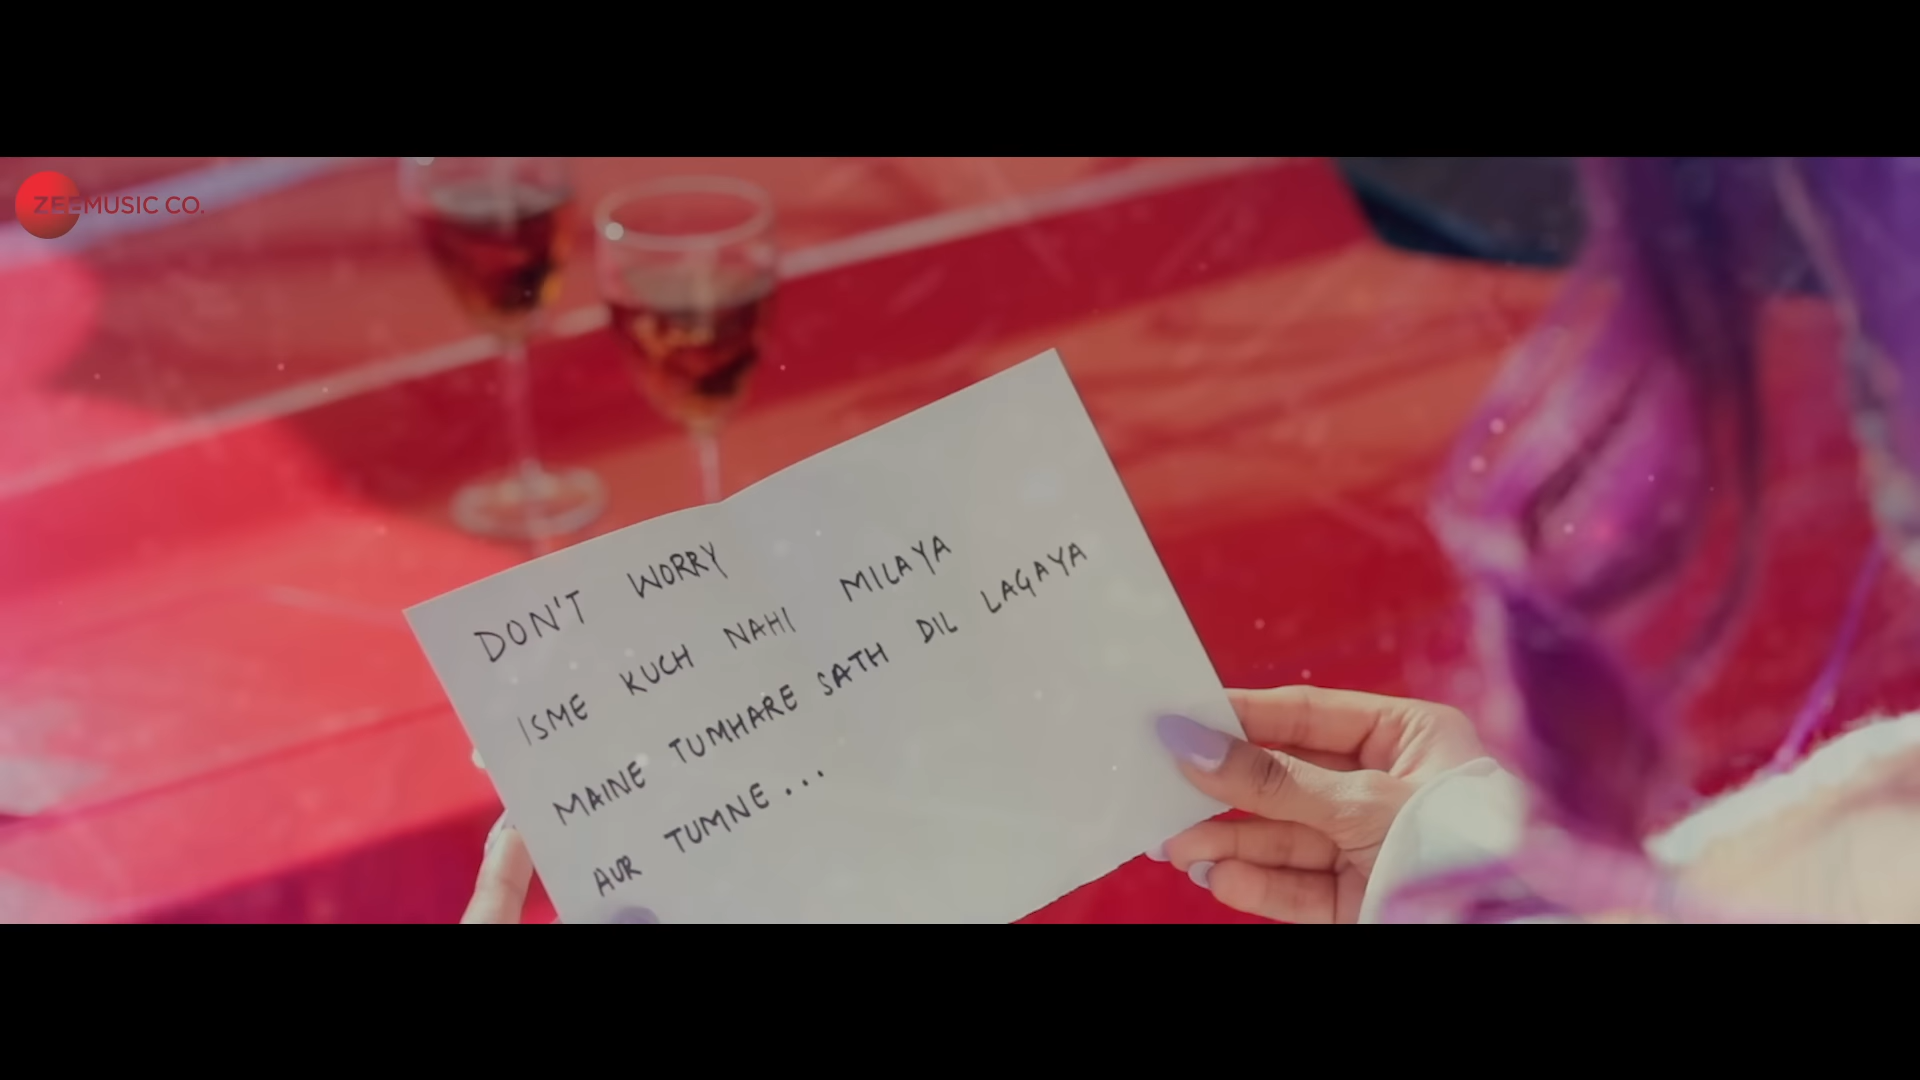 ZEEMUSIC CO.
DON'T WORRY
ISME KUCH NAHI MILAYA
MAINE TUMHARE SATH DIL LAGAYA
AUR TUMNE...